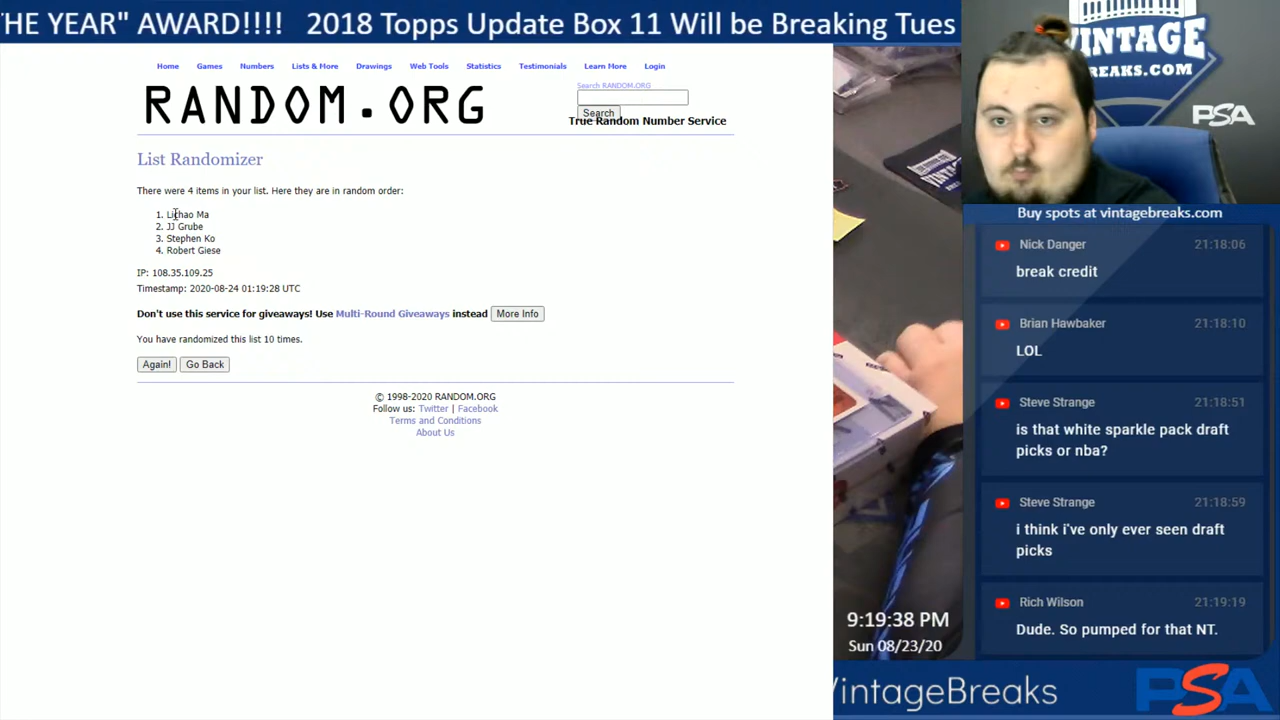 HE YEAR" AWARD!!!! 2018 Topps Update Box 11 Will be Breaking Tues
VINTAGE
BREAKS.COM
PSA
Home Games Numbers Lists & More Drawings Web Tools Statistics Testimonials Learn More Login
Search RANDOM.ORG
RANDOM.ORG
Search
True Random Number Service
List Randomizer
There were 4 items in your list. Here they are in random order:
1. Lichao Ma
2. JJ Grube
3. Stephen Ko
4. Robert Giese
IP: 108.35.109.25
Timestamp: 2020-08-24 01:19:28 UTC
Don't use this service for giveaways! Use Multi-Round Giveaways instead More Info
You have randomized this list 10 times.
Again! Go Back
© 1998-2020 RANDOM.ORG
Follow us: Twitter | Facebook
Terms and Conditions
About Us
Buy spots at vintagebreaks.com
Nick Danger 21:18:06
break credit
Brian Hawbaker 21:18:10
LOL
Steve Strange 21:18:51
is that white sparkle pack draft
picks or nba?
Steve Strange 21:18:59
i think i've only ever seen draft
picks
Rich Wilson 21:19:19
Dude. So pumped for that NT.
9:19:38 PM
Sun 08/23/20
VintageBreaks
PSA